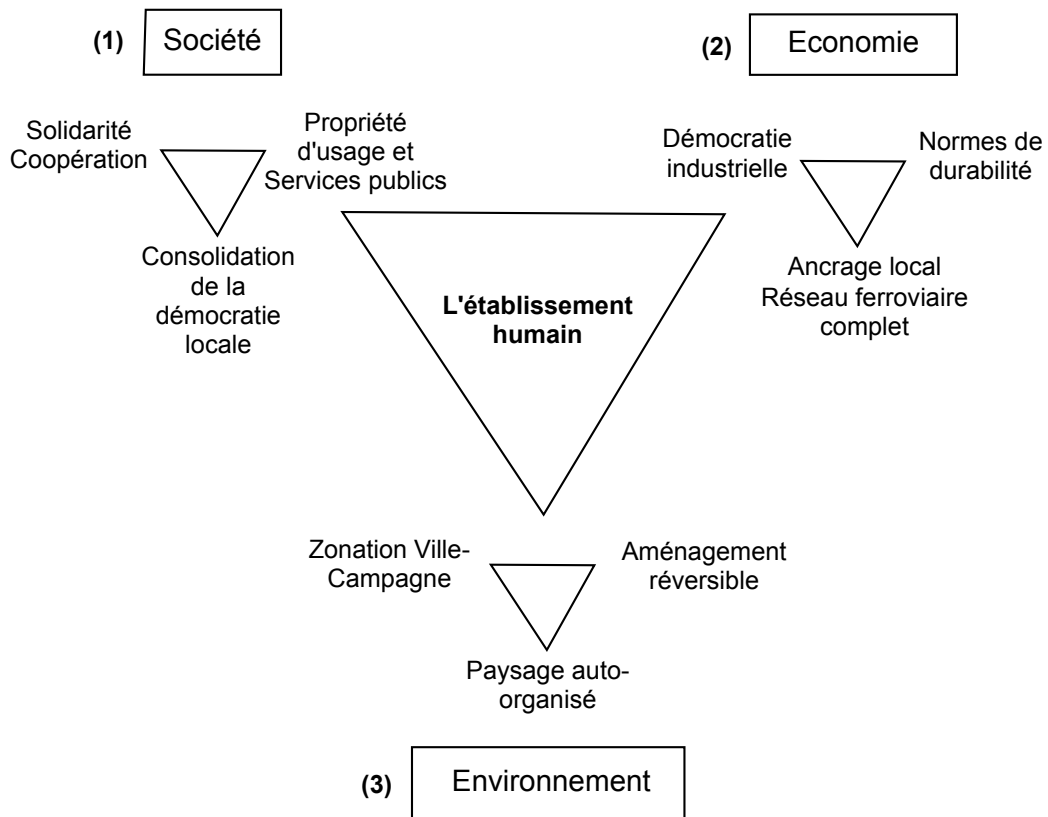 (1) Société
(2) Economie
Solidarité
Coopération
Propriété
d'usage et
Services publics
Consolidation
de la
démocratie
locale
Démocratie
industrielle
Normes de
durabilité
Ancrage local
Réseau ferroviaire
complet
L'établissement
humain
Zonation Ville-
Campagne
Aménagement
réversible
Paysage auto-
organisé
(3) Environnement